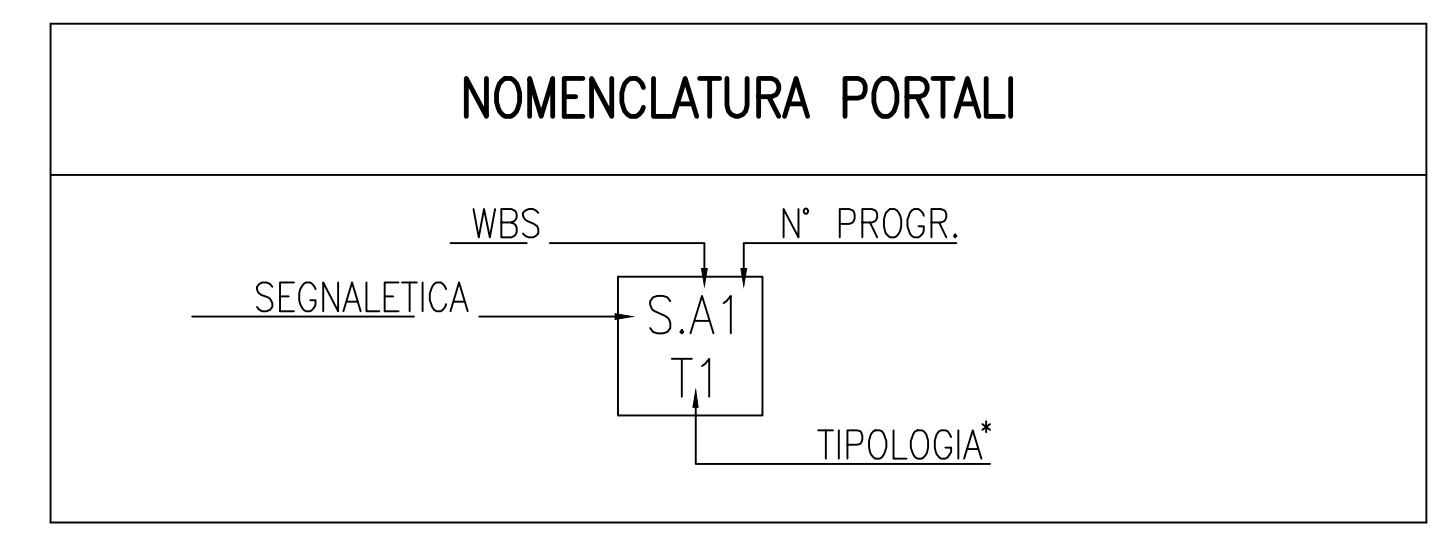 NOMENCLATURA PORTALI
WBS N° PROGR.
SEGNALETICA
S.A1
T1
TIPOLOGIA*